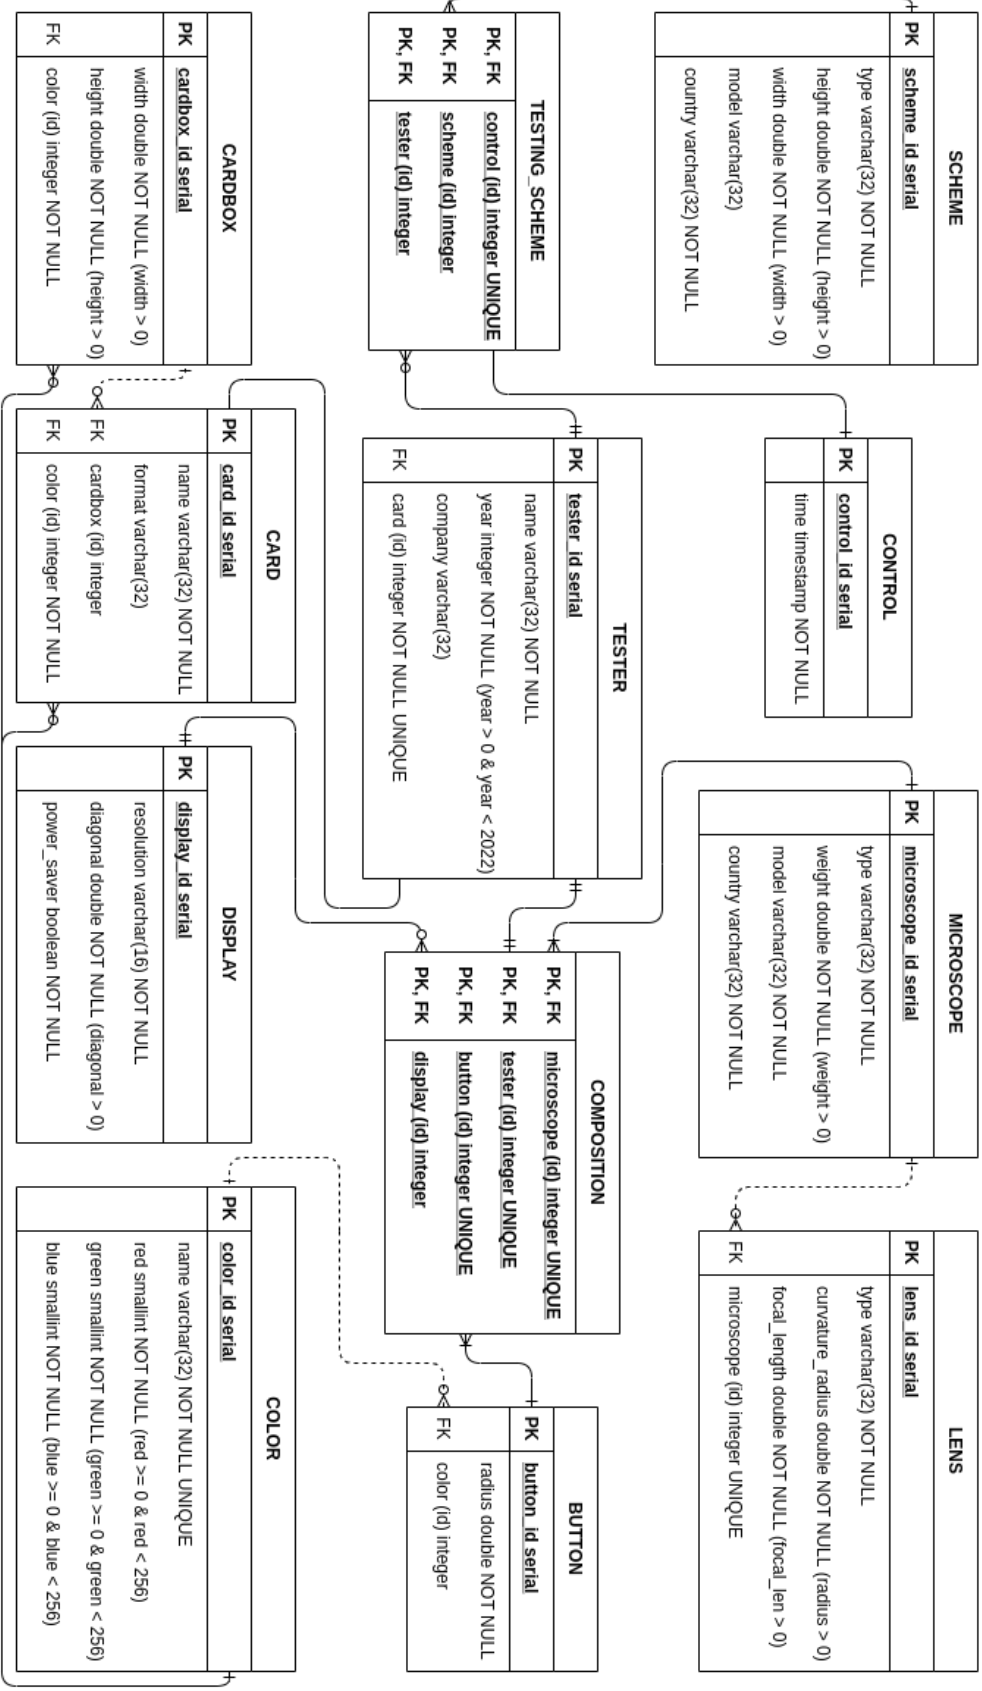 SCHEME
PK scheme_id serial
type varchar(32) NOT NULL
height double NOT NULL (height > 0)
width double NOT NULL (width > 0)
model varchar(32)
country varchar(32) NOT NULL
CONTROL
PK control_id serial
time timestamp NOT NULL
MICROSCOPE
PK microscope_id serial
type varchar(32) NOT NULL
weight double NOT NULL (weight > 0)
model varchar(32) NOT NULL
country varchar(32) NOT NULL
LENS
PK lens_id serial
type varchar(32) NOT NULL
curvature_radius double NOT NULL (radius > 0)
focal_length double NOT NULL (focal_len > 0)
FK microscope (id) integer UNIQUE
TESTING_SCHEME
PK, FK control (id) integer UNIQUE
PK, FK scheme (id) integer
PK, FK tester (id) integer
TESTER
PK tester_id serial
name varchar(32) NOT NULL
year integer NOT NULL (year > 0 & year < 2022)
company varchar(32)
FK card (id) integer NOT NULL UNIQUE
COMPOSITION
PK, FK microscope (id) integer UNIQUE
PK, FK tester (id) integer UNIQUE
PK, FK button (id) integer UNIQUE
PK, FK display (id) integer
BUTTON
PK button_id serial
radius double NOT NULL
FK color (id) integer
CARDBOX
PK cardbox_id serial
width double NOT NULL (width > 0)
height double NOT NULL (height > 0)
FK color (id) integer NOT NULL
CARD
PK card_id serial
name varchar(32) NOT NULL
format varchar(32)
FK cardbox (id) integer
FK color (id) integer NOT NULL
DISPLAY
PK display_id serial
resolution varchar(16) NOT NULL
diagonal double NOT NULL (diagonal > 0)
power_saver boolean NOT NULL
COLOR
PK color_id serial
name varchar(32) NOT NULL UNIQUE
red smallint NOT NULL (red >= 0 & red < 256)
green smallint NOT NULL (green >= 0 & green < 256)
blue smallint NOT NULL (blue >= 0 & blue < 256)